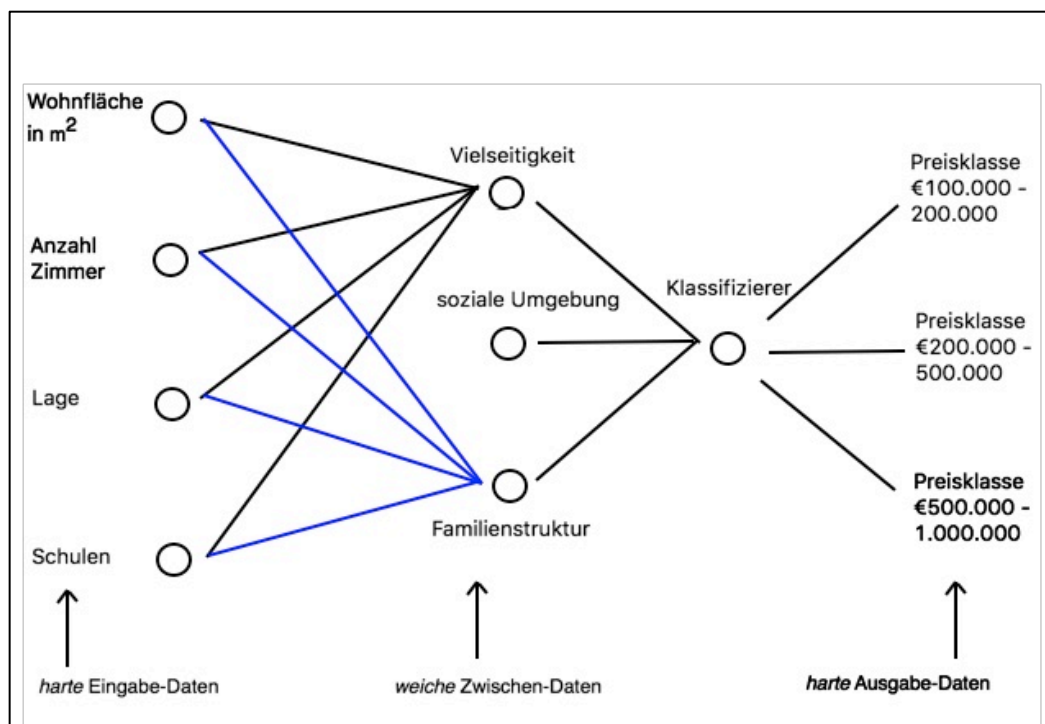 Wohnfläche
in m²
Anzahl
Zimmer
Lage
Schulen
Vielseitigkeit
soziale Umgebung
Familienstruktur
Klassifizierer
Preisklasse
€100.000 -
200.000
Preisklasse
€200.000 -
500.000
Preisklasse
€500.000 -
1.000.000
harte Eingabe-Daten
weiche Zwischen-Daten
harte Ausgabe-Daten